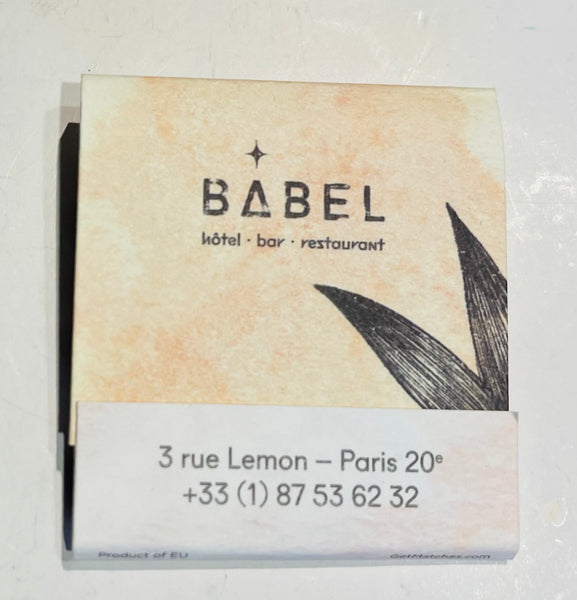 BABEL
hôtel · bar · restaurant
3 rue Lemon – Paris 20e
+33 (1) 87 53 62 32
Product of EU
GetMatches.com